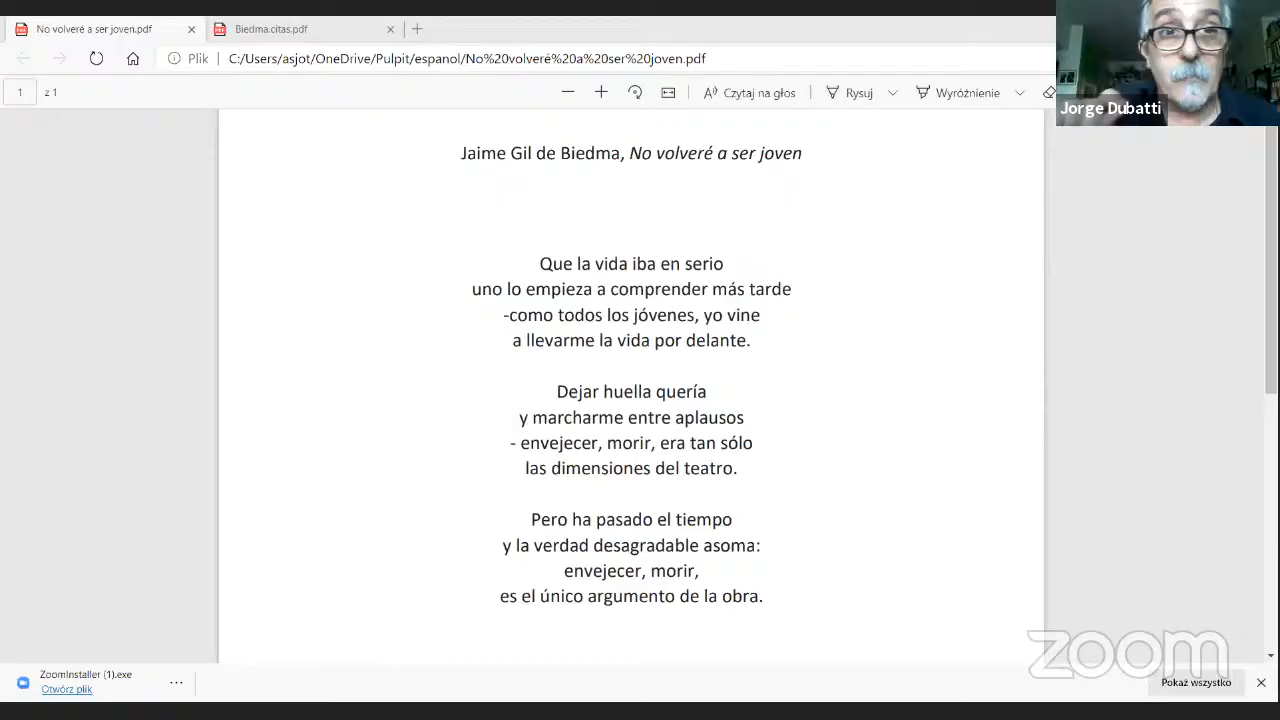 No volveré a ser joven.pdf
Biedma.citas.pdf
Plik
C:/Users/asjot/OneDrive/Pulpit/espanol/No%20volveré%20a%20ser%20joven.pdf
1
z 1
Czytaj na głos
Rysuj
Wyróżnienie
Jorge Dubatti
Jaime Gil de Biedma, No volveré a ser joven
Que la vida iba en serio
uno lo empieza a comprender más tarde
-como todos los jóvenes, yo vine
a llevarme la vida por delante.
Dejar huella quería
y marcharme entre aplausos
- envejecer, morir, era tan sólo
las dimensiones del teatro.
Pero ha pasado el tiempo
y la verdad desagradable asoma:
envejecer, morir,
es el único argumento de la obra.
zoom
ZoomInstaller (1).exe
Otwórz plik
Pokaż wszystko